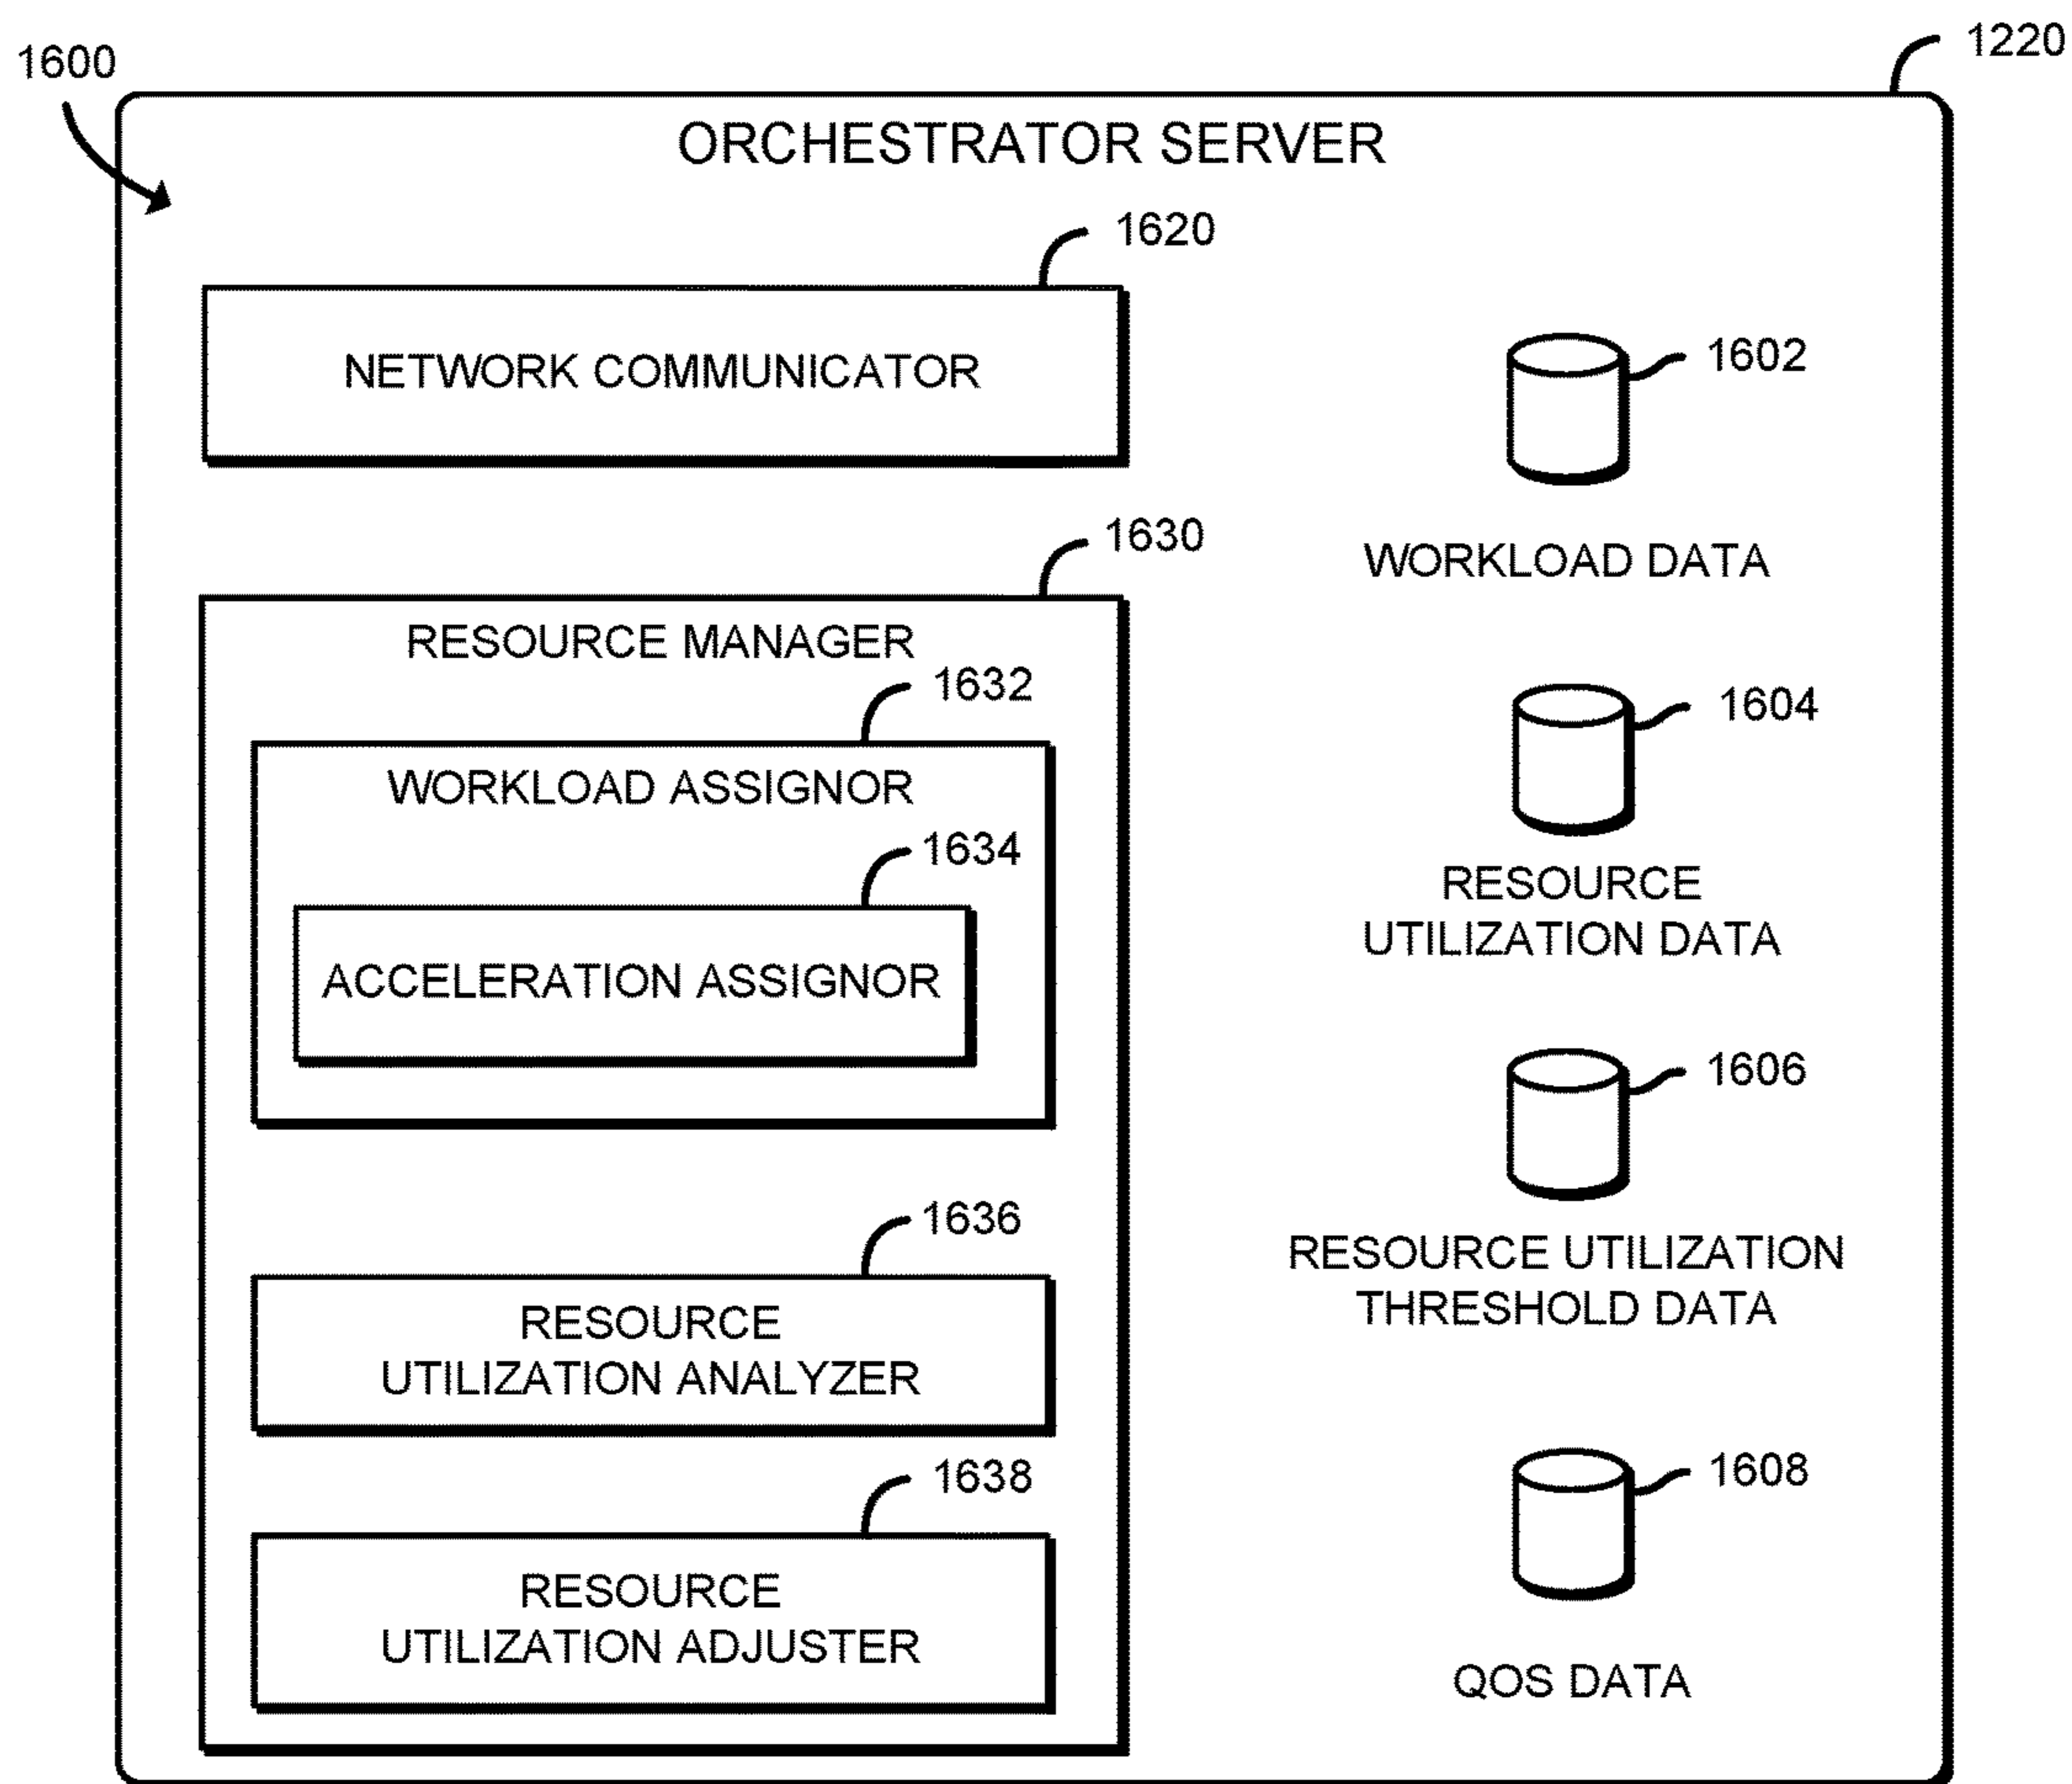 1600
1220
ORCHESTRATOR SERVER
1620
NETWORK COMMUNICATOR
1630
RESOURCE MANAGER
1632
WORKLOAD ASSIGNOR
1634
ACCELERATION ASSIGNOR
1636
RESOURCE
UTILIZATION ANALYZER
1638
RESOURCE
UTILIZATION ADJUSTER
1602
WORKLOAD DATA
1604
RESOURCE
UTILIZATION DATA
1606
RESOURCE UTILIZATION
THRESHOLD DATA
1608
QOS DATA